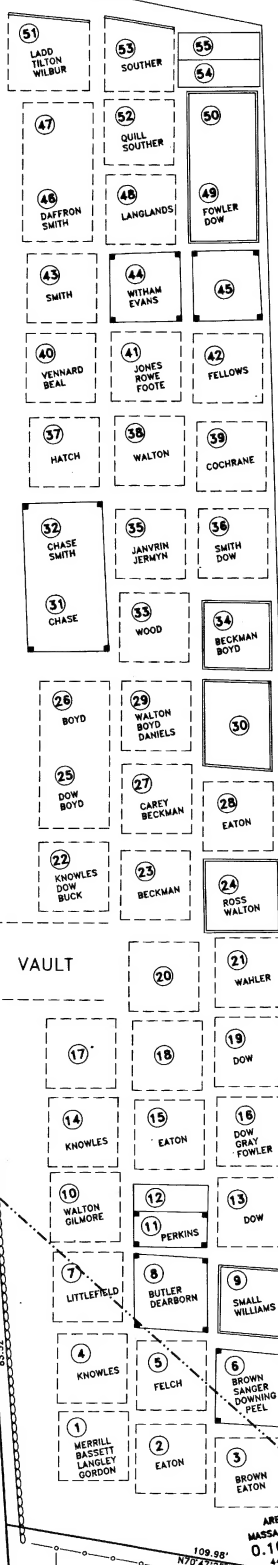 51
LADD
TILTON
WILBUR
53
SOUTHER
55
54
47
52
QUILL
SOUTHER
50
46
DAFFRON
SMITH
48
LANGLANDS
49
FOWLER
DOW
43
SMITH
44
WITHAM
EVANS
45
40
VENNARD
BEAL
41
JONES
ROWE
FOOTE
42
FELLOWS
37
HATCH
38
WALTON
39
COCHRANE
32
CHASE
SMITH
35
JANVRIN
JERMYN
36
SMITH
DOW
31
CHASE
33
WOOD
34
BECKMAN
BOYD
26
BOYD
29
WALTON
BOYD
DANIELS
30
25
DOW
BOYD
27
CAREY
BECKMAN
28
EATON
22
KNOWLES
DOW
BUCK
23
BECKMAN
24
ROSS
WALTON
VAULT
20
21
WAHLER
17
18
19
DOW
14
KNOWLES
15
EATON
16
DOW
GRAY
FOWLER
10
WALTON
GILMORE
12
11
PERKINS
13
DOW
7
LITTLEFIELD
8
BUTLER
DEARBORN
9
SMALL
WILLIAMS
4
KNOWLES
5
FELCH
6
BROWN
SANGER
DOWNING
PEEL
1
MERRILL
BASSETT
LANGLEY
GORDON
2
EATON
3
BROWN
EATON
ARE
MASSA
0.1
109.98'